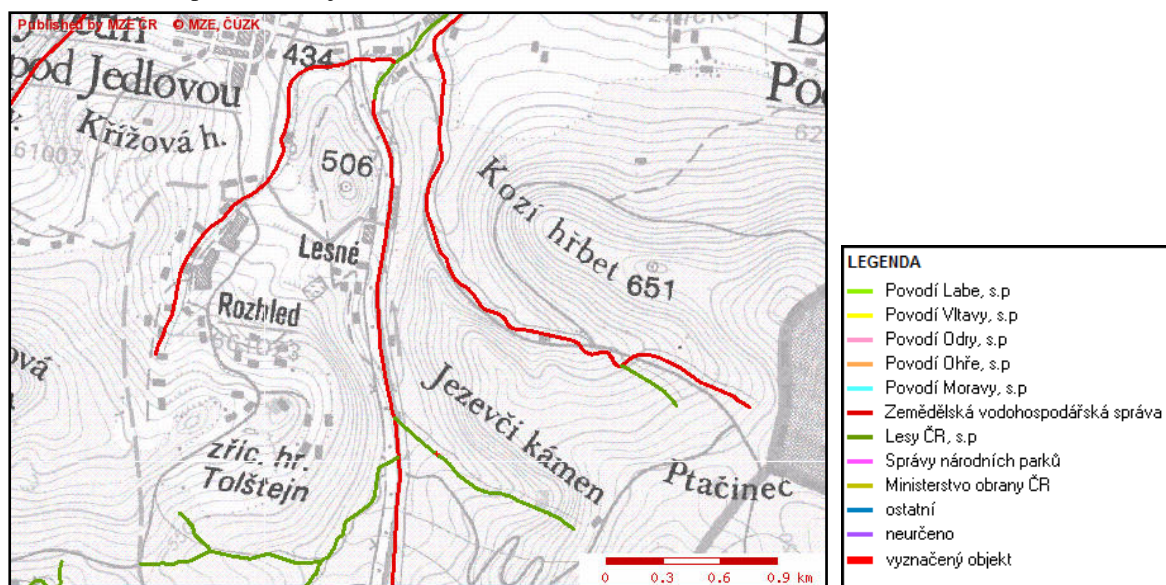 Published by MZE ČR © MZE, ČÚZK
434
pod Jedlovou
Křížová h.
61007
506
Kozí hřbet 651
Lesné
Rozhled
661023
Jezevčí kámen
zříc. hr.
Tolštejn
Ptačinec
0 0.3 0.6 0.9 km
LEGENDA
Povodí Labe, s.p
Povodí Vltavy, s.p
Povodí Odry, s.p
Povodí Ohře, s.p
Povodí Moravy, s.p
Zemědělská vodohospodářská správa
Lesy ČR, s.p
Správy národních parků
Ministerstvo obrany ČR
ostatní
neurčeno
vyznačený objekt